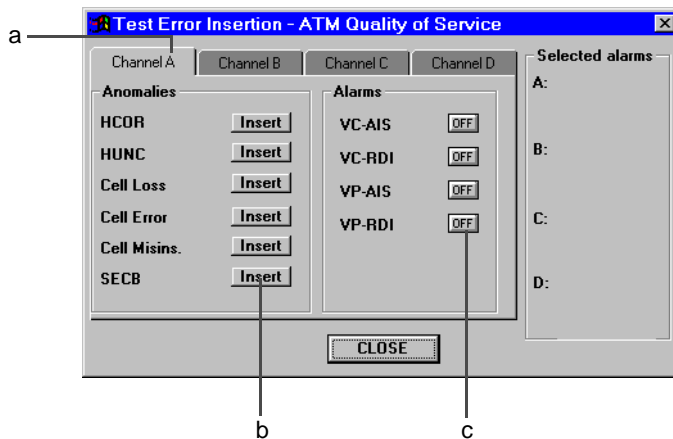 Test Error Insertion - ATM Quality of Service
a
Channel A
Channel B
Channel C
Channel D
Selected alarms
Anomalies
HCOR Insert
HUNC Insert
Cell Loss Insert
Cell Error Insert
Cell Misins. Insert
SECB Insert
Alarms
VC-AIS OFF
VC-RDI OFF
VP-AIS OFF
VP-RDI OFF
A:
B:
C:
D:
CLOSE
b
c